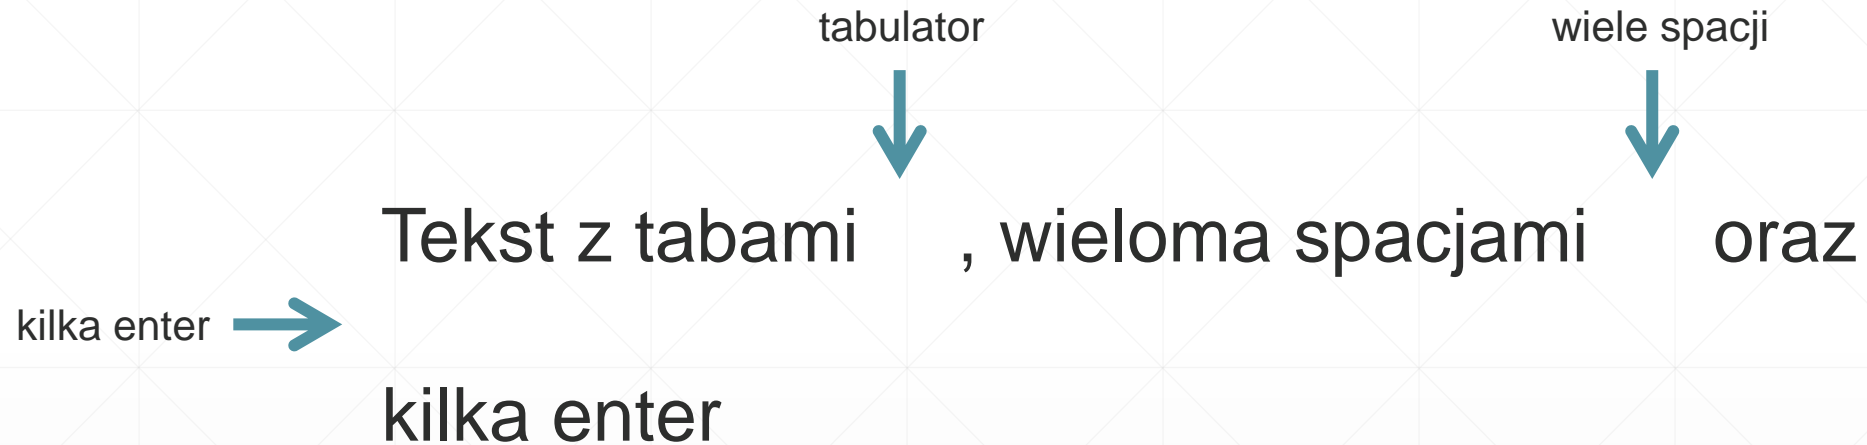 tabulator
wiele spacji
Tekst z tabami    , wieloma spacjami     oraz
kilka enter
kilka enter